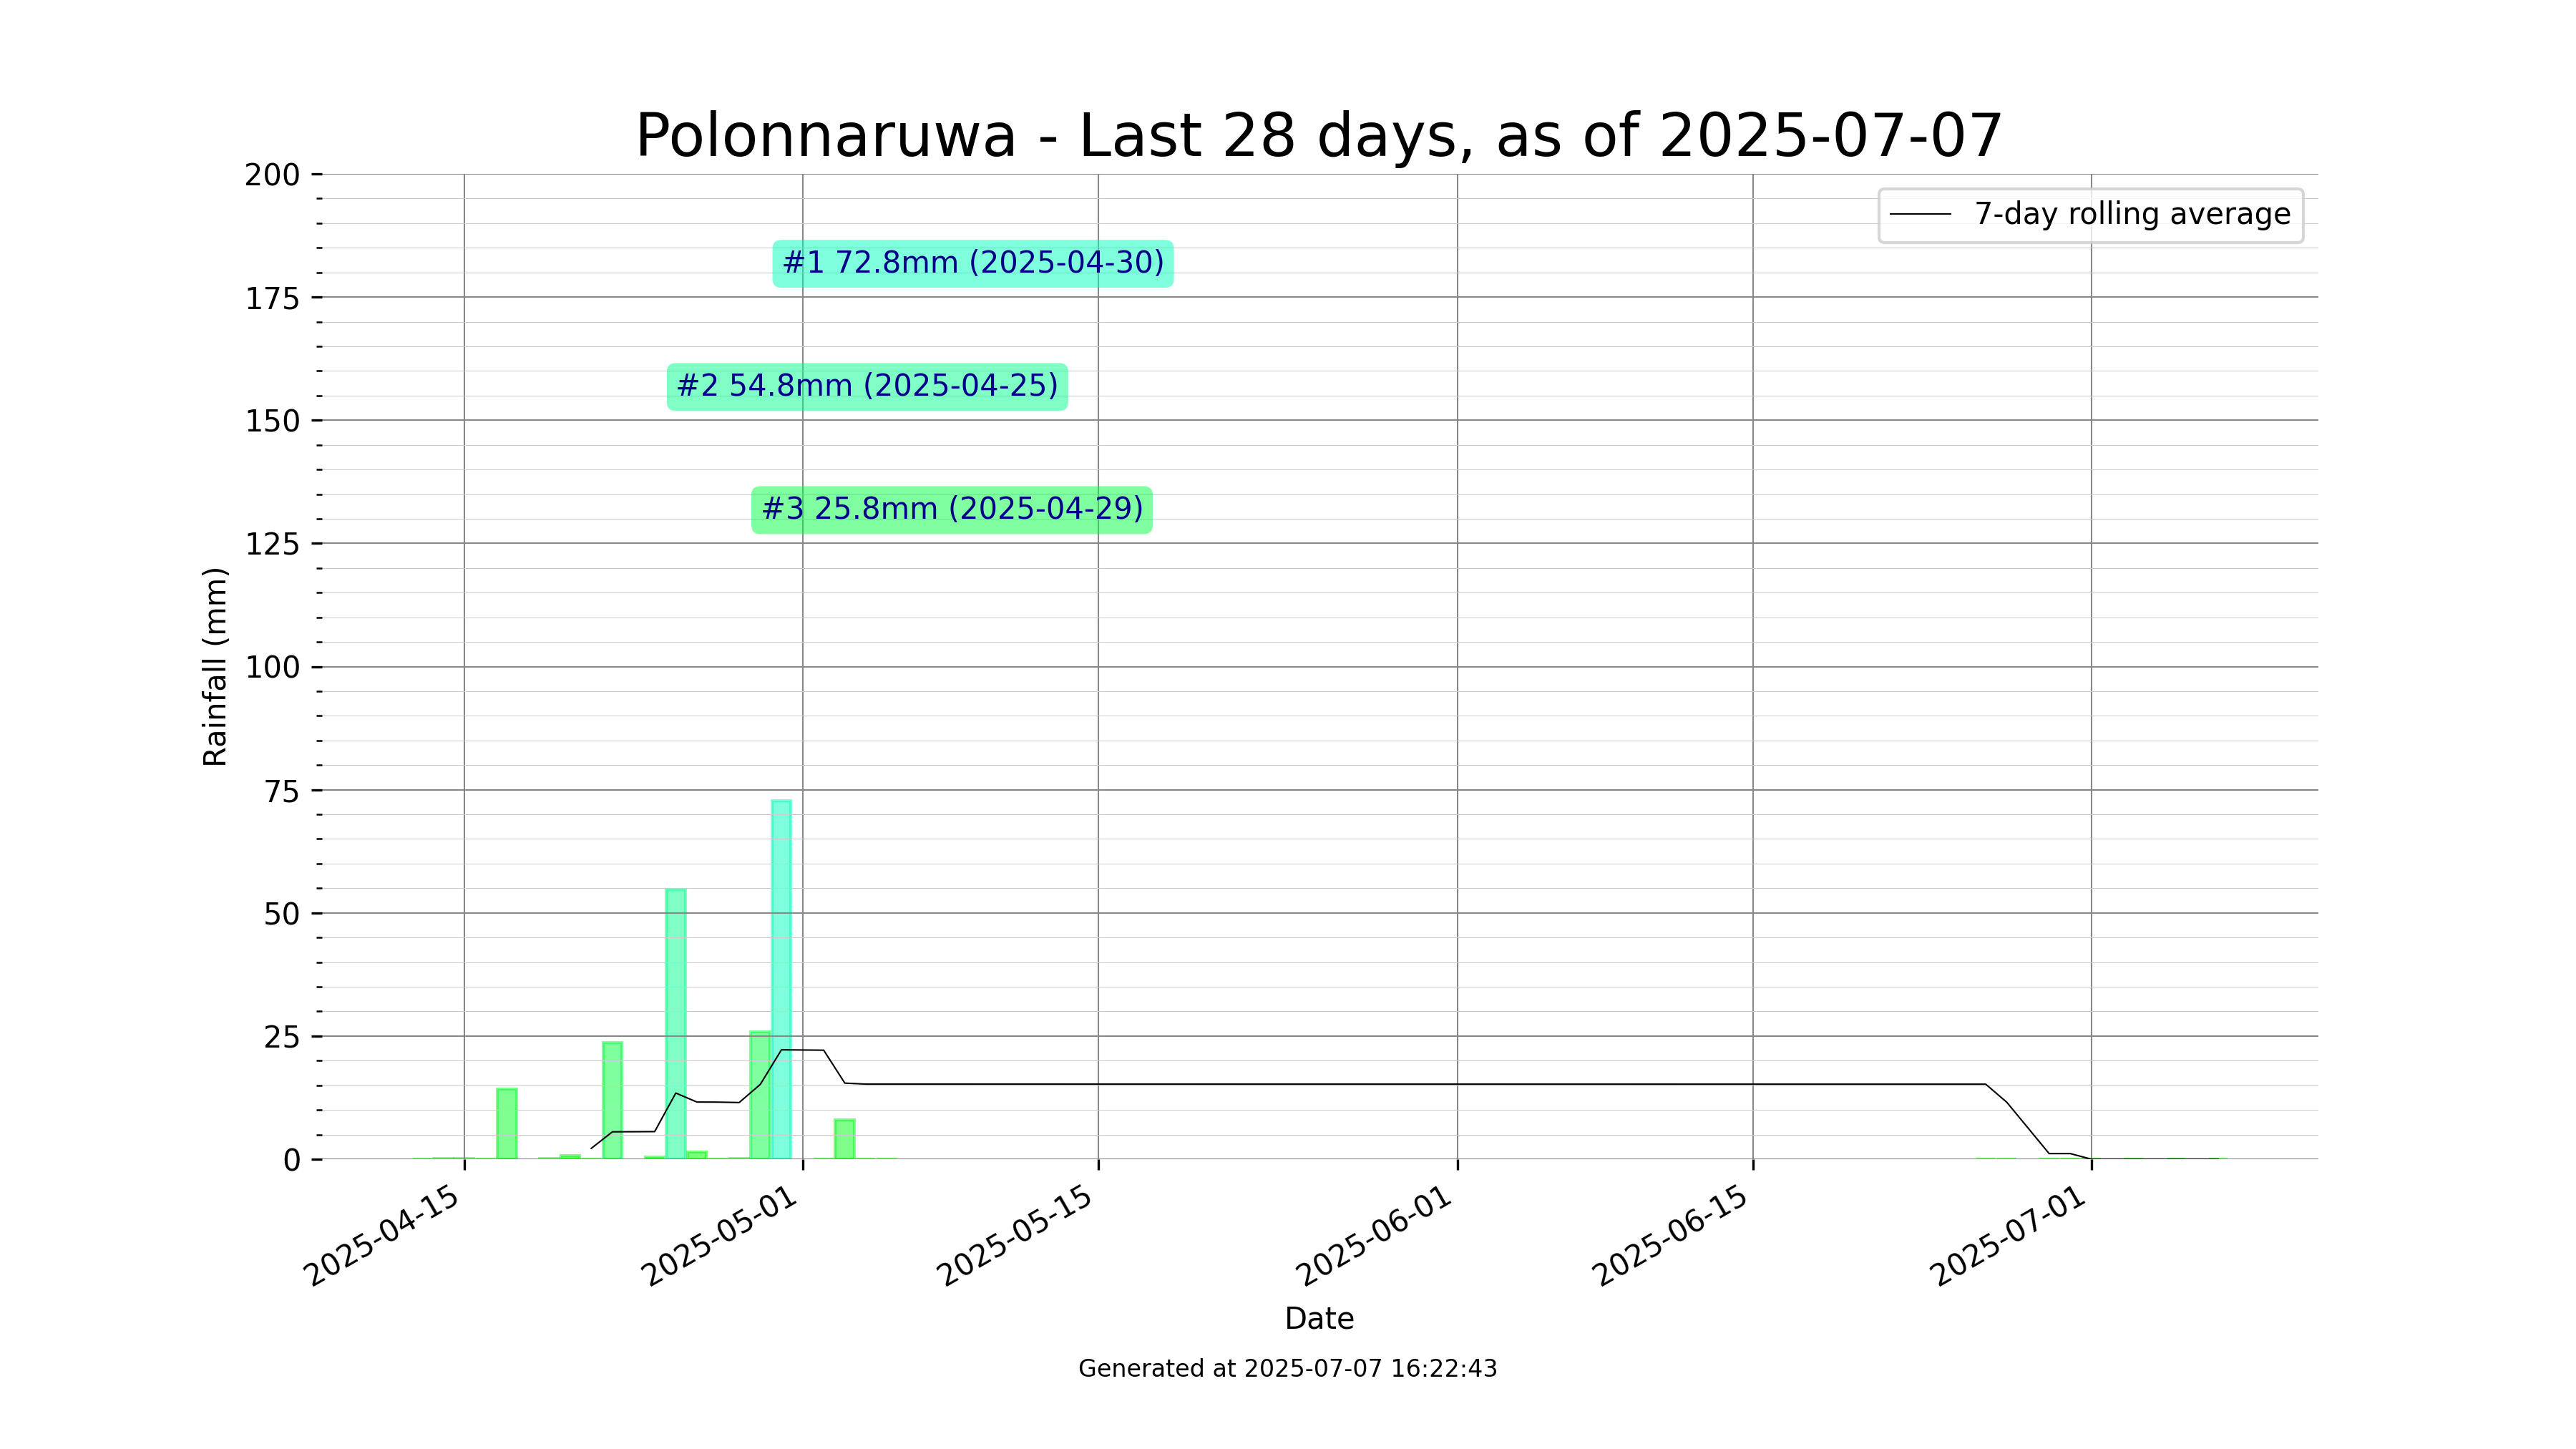 Polonnaruwa - Last 28 days, as of 2025-07-07
7-day rolling average
#1 72.8mm (2025-04-30)
#2 54.8mm (2025-04-25)
#3 25.8mm (2025-04-29)
Rainfall (mm)
200
175
150
125
100
75
50
25
0
2025-04-15
2025-05-01
2025-05-15
2025-06-01
2025-06-15
2025-07-01
Date
Generated at 2025-07-07 16:22:43